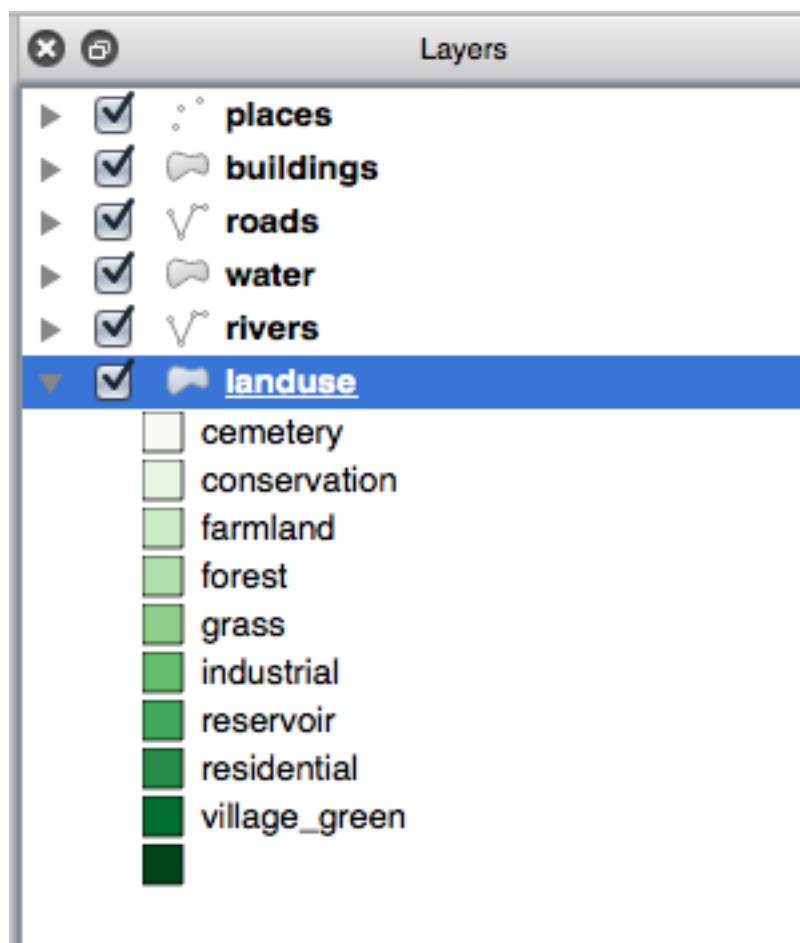 Layers
places
buildings
roads
water
rivers
landuse
cemetery
conservation
farmland
forest
grass
industrial
reservoir
residential
village_green